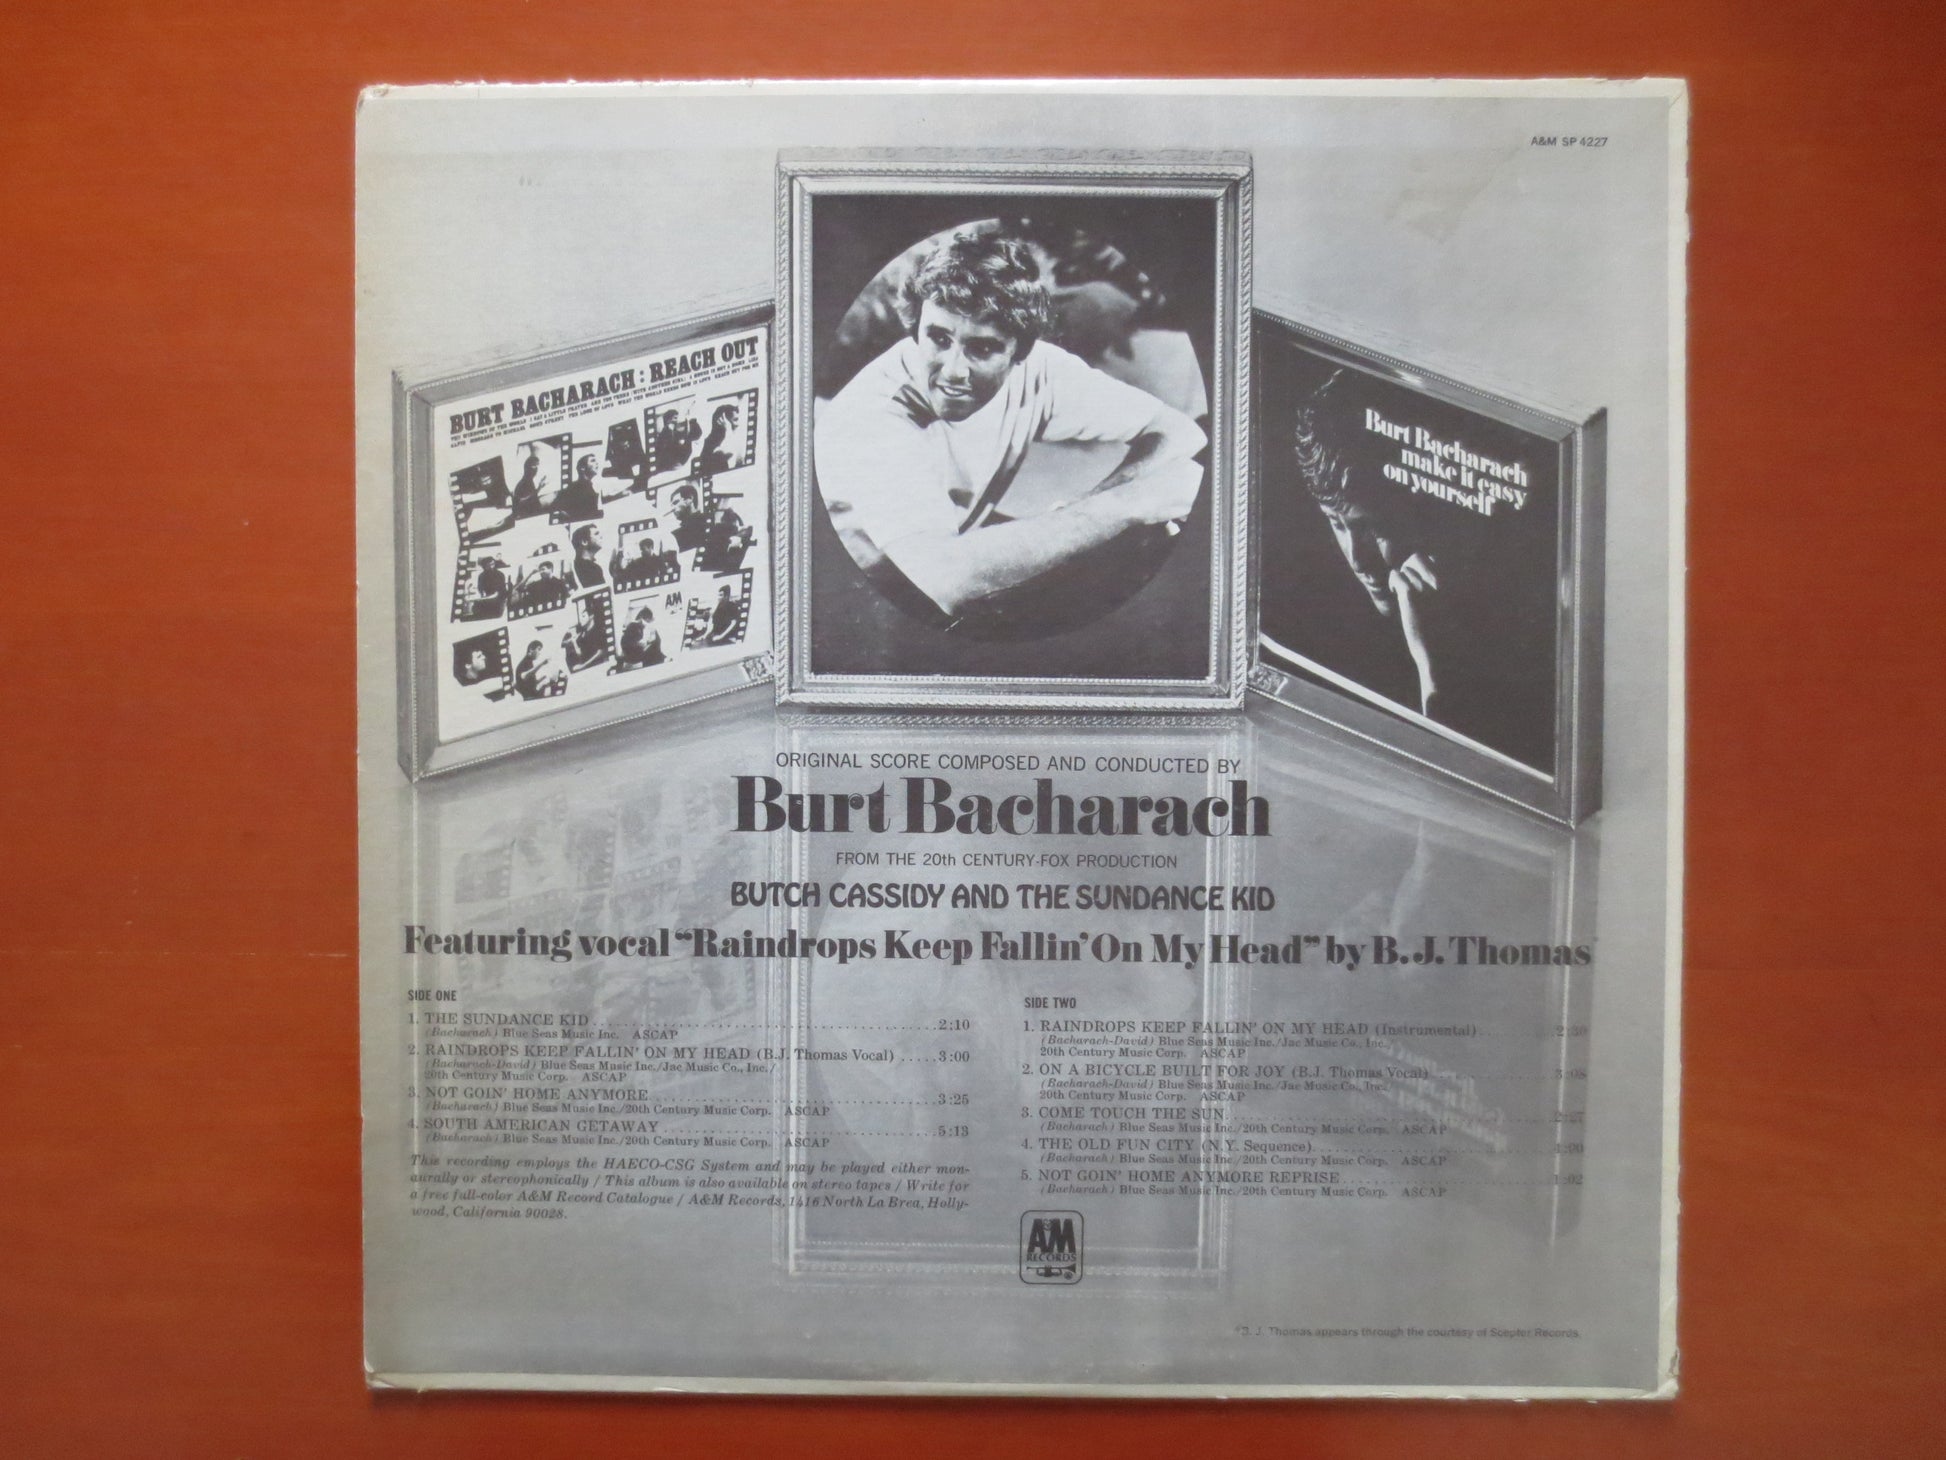 A&M SP 4227
BURT BACHARACH : REACH OUT
Burt Bacharach
make it easy
on yourself
ORIGINAL SCORE COMPOSED AND CONDUCTED BY
Burt Bacharach
FROM THE 20th CENTURY-FOX PRODUCTION
BUTCH CASSIDY AND THE SUNDANCE KID
Featuring vocal “Raindrops Keep Fallin’ On My Head” by B. J. Thomas
SIDE ONE
1. THE SUNDANCE KID 2:10
(Bacharach) Blue Seas Music Inc. ASCAP
2. RAINDROPS KEEP FALLIN’ ON MY HEAD (B.J. Thomas Vocal) 3:00
(Bacharach-David) Blue Seas Music Inc./Jac Music Co., Inc./
20th Century Music Corp. ASCAP
3. NOT GOIN’ HOME ANYMORE 3:25
(Bacharach) Blue Seas Music Inc./20th Century Music Corp. ASCAP
4. SOUTH AMERICAN GETAWAY 5:13
(Bacharach) Blue Seas Music Inc./20th Century Music Corp. ASCAP
This recording employs the HAECO-CSG System and may be played either mon-
aurally or stereophonically / This album is also available on stereo tapes / Write for
a free full-color A&M Record Catalogue / A&M Records, 1416 North La Brea, Holly-
wood, California 90028.
SIDE TWO
1. RAINDROPS KEEP FALLIN’ ON MY HEAD (Instrumental) 2:30
(Bacharach-David) Blue Seas Music Inc./Jac Music Co., Inc.
20th Century Music Corp. ASCAP
2. ON A BICYCLE BUILT FOR JOY (B.J. Thomas Vocal) 3:08
(Bacharach-David) Blue Seas Music Inc./Jac Music Co., Inc./
20th Century Music Corp. ASCAP
3. COME TOUCH THE SUN 2:27
(Bacharach) Blue Seas Music Inc./20th Century Music Corp. ASCAP
4. THE OLD FUN CITY (N.Y. Sequence)
(Bacharach) Blue Seas Music Inc./20th Century Music Corp. ASCAP
5. NOT GOIN’ HOME ANYMORE REPRISE 1:02
(Bacharach) Blue Seas Music Inc./20th Century Music Corp. ASCAP
A&M
RECORDS
*B. J. Thomas appears through the courtesy of Scepter Records.